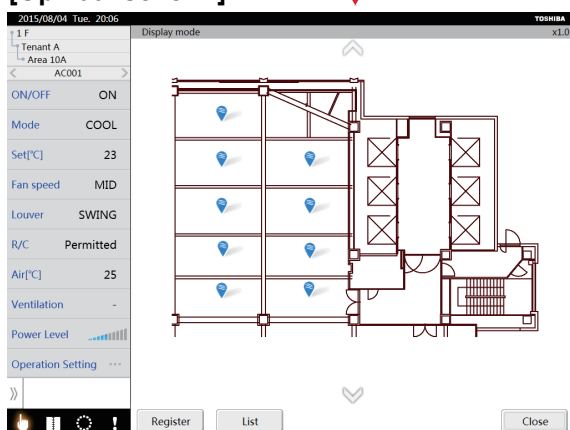 2015/08/04 Tue. 20:06
TOSHIBA
1 F
Tenant A
Area 10A
AC001
Display mode
x1.0
ON/OFF ON
Mode COOL
Set[℃] 23
Fan speed MID
Louver SWING
R/C Permitted
Air[℃] 25
Ventilation -
Power Level
Operation Setting ...
Register
List
Close